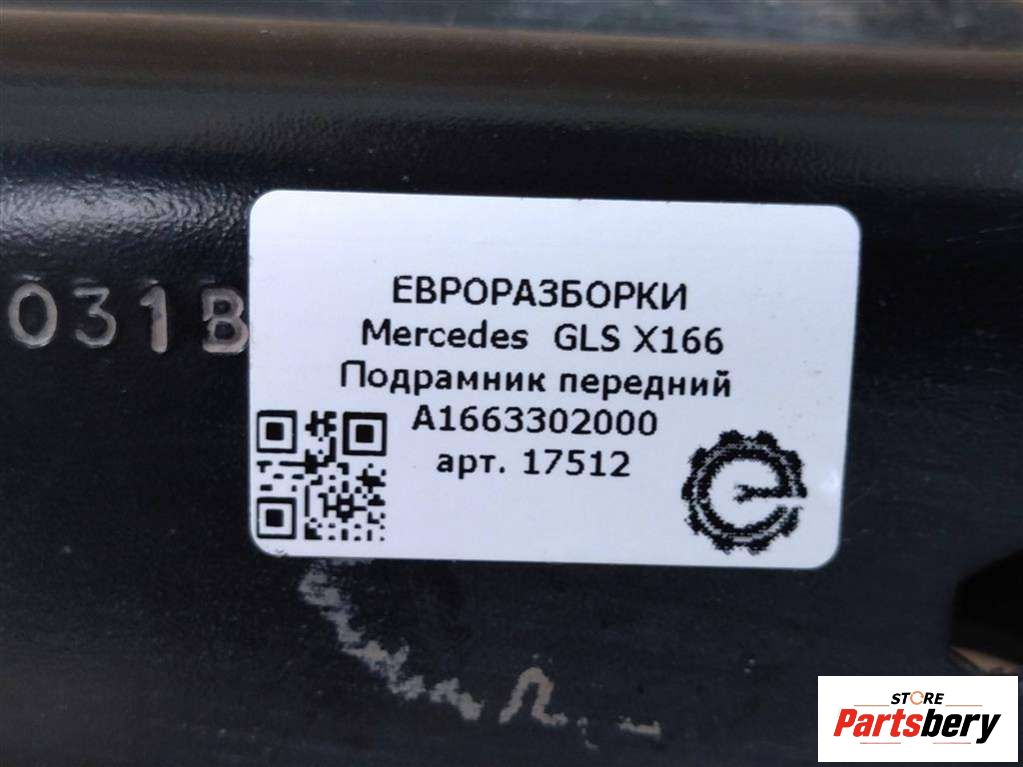 031B
ЕВРОРАЗБОРКИ
Mercedes GLS X166
Подрамник передний
A1663302000
арт. 17512
STORE
Partsbery